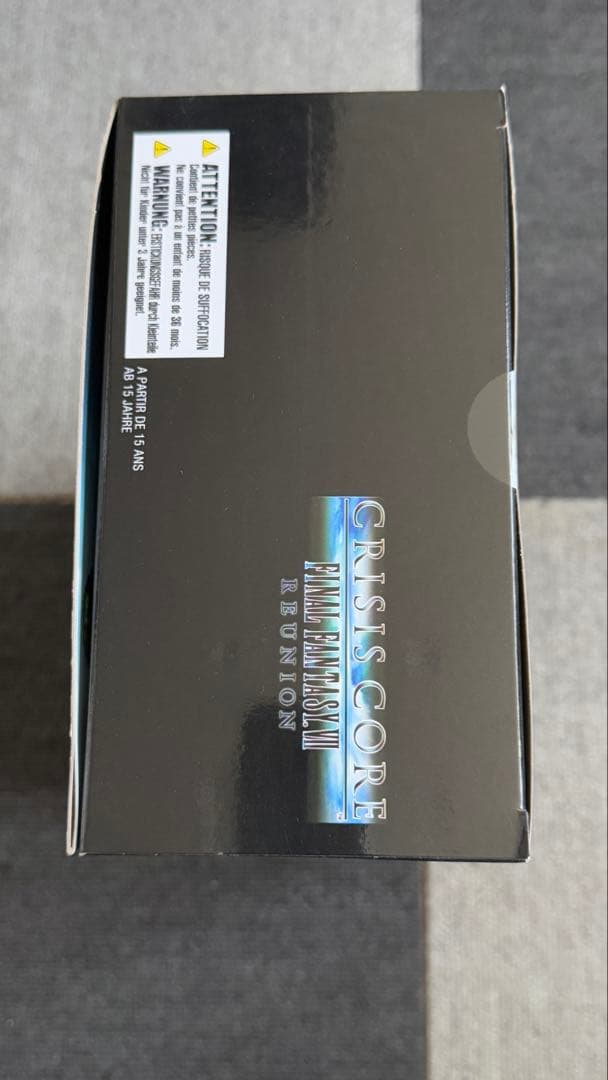 ATTENTION: RISQUE DE SUFFOCATION
Contient de petites pièces.
Ne convient pas à un enfant de moins de 36 mois.
WARNUNG: ERSTICKUNGSGEFAHR durch Kleinteile
Nicht für Kinder unter 3 Jahre geeignet.
A PARTIR DE 15 ANS
AB 15 JAHRE
CRISIS CORE
FINAL FANTASY VII
REUNION